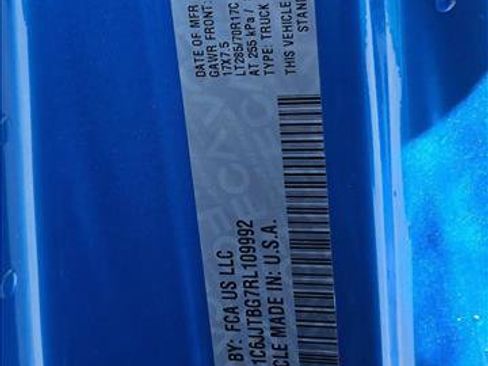 DATE OF MFR
GAWR FRONT:
17X7.5
LT285/70R17C
AT 255 kPa /
TYPE: TRUCK
THIS VEHICLE
STAN
BY: FCA US LLC
1C6JJTBG7RL109992
CLE MADE IN: U.S.A.